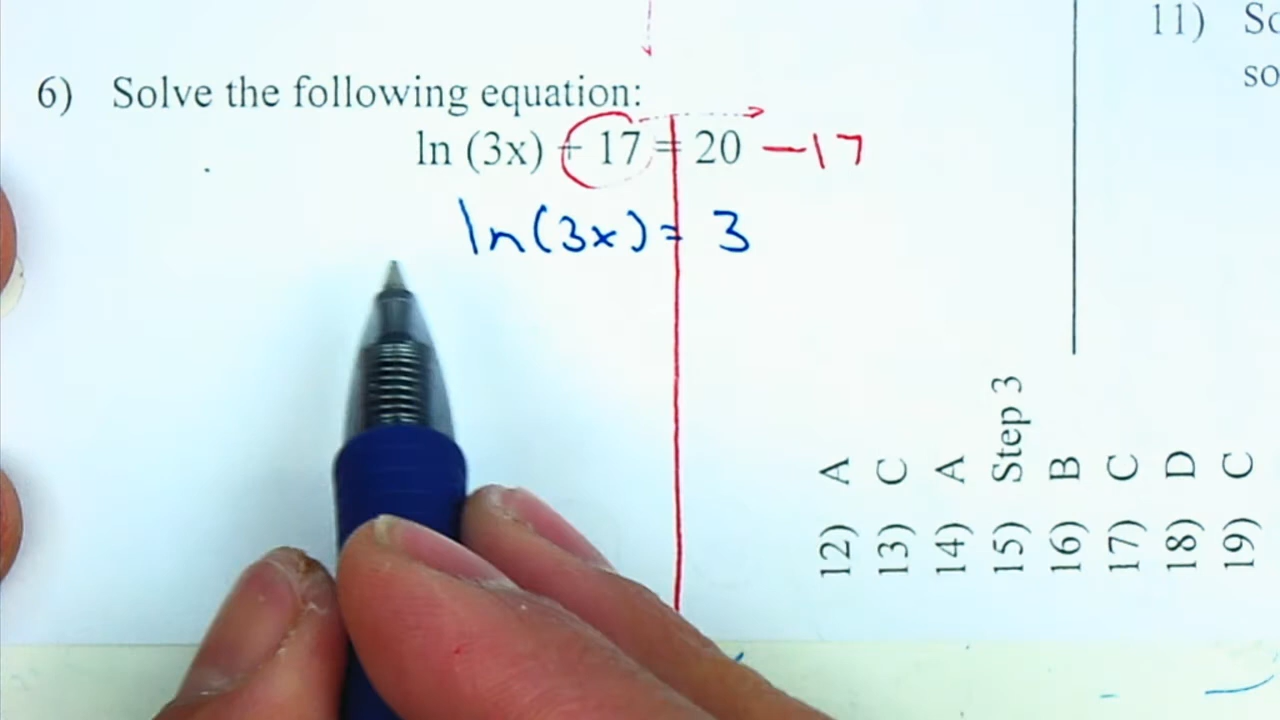 6) Solve the following equation:
ln (3x) + 17 = 20 −17
ln(3x) = 3
11) So
so
12) A
13) C
14) A
15) Step 3
16) B
17) C
18) D
19) C